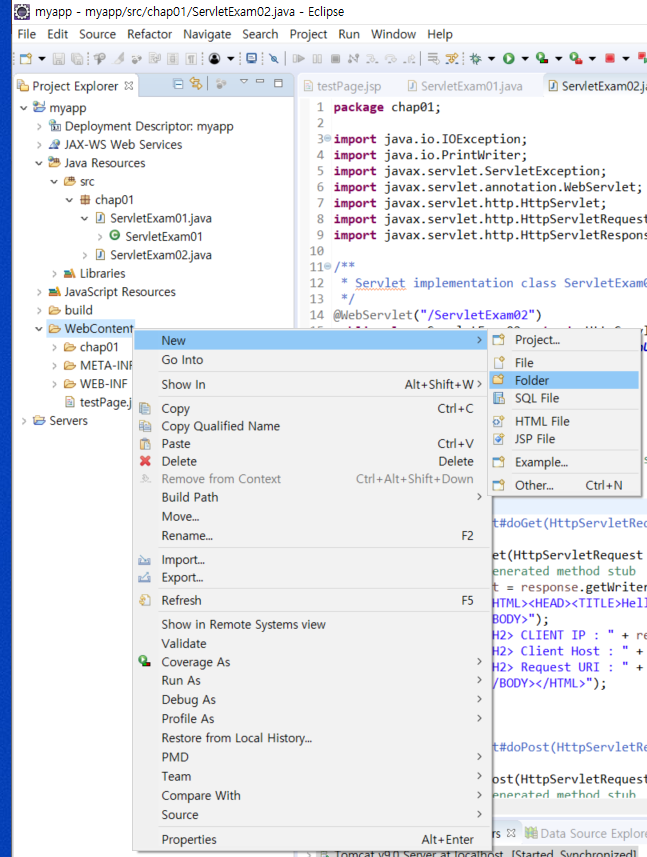 myapp - myapp/src/chap01/ServletExam02.java - Eclipse
File Edit Source Refactor Navigate Search Project Run Window Help
Project Explorer
testPage.jsp ServletExam01.java ServletExam02.ja
myapp
Deployment Descriptor: myapp
JAX-WS Web Services
Java Resources
src
chap01
ServletExam01.java
ServletExam01
ServletExam02.java
Libraries
JavaScript Resources
build
WebContent
chap01
META-INF
WEB-INF
testPage.j
Servers
1 package chap01;
2
3 import java.io.IOException;
4 import java.io.PrintWriter;
5 import javax.servlet.ServletException;
6 import javax.servlet.annotation.WebServlet;
7 import javax.servlet.http.HttpServlet;
8 import javax.servlet.http.HttpServletRequest
9 import javax.servlet.http.HttpServletRespons
10
11 /**
12 * Servlet implementation class ServletExam0
13 */
14 @WebServlet("/ServletExam02")
New
Go Into
Show In Alt+Shift+W
Copy Ctrl+C
Copy Qualified Name
Paste Ctrl+V
Delete Delete
Remove from Context Ctrl+Alt+Shift+Down
Build Path
Move...
Rename... F2
Import...
Export...
Refresh F5
Show in Remote Systems view
Validate
Coverage As
Run As
Debug As
Profile As
Restore from Local History...
PMD
Team
Compare With
Source
Properties Alt+Enter
Project...
File
Folder
SQL File
HTML File
JSP File
Example...
Other... Ctrl+N
t#doGet(HttpServletReq
et(HttpServletRequest
enerated method stub
t = response.getWriter
HTML><HEAD><TITLE>Hell
BODY>");
H2> CLIENT IP : " + re
H2> Client Host : " +
H2> Request URI : " +
/BODY></HTML>");
t#doPost(HttpServletRe
ost(HttpServletRequest
enerated method stub
rs Data Source Explore
Tomcat v9.0 Server at localhost [Started, Synchronized]